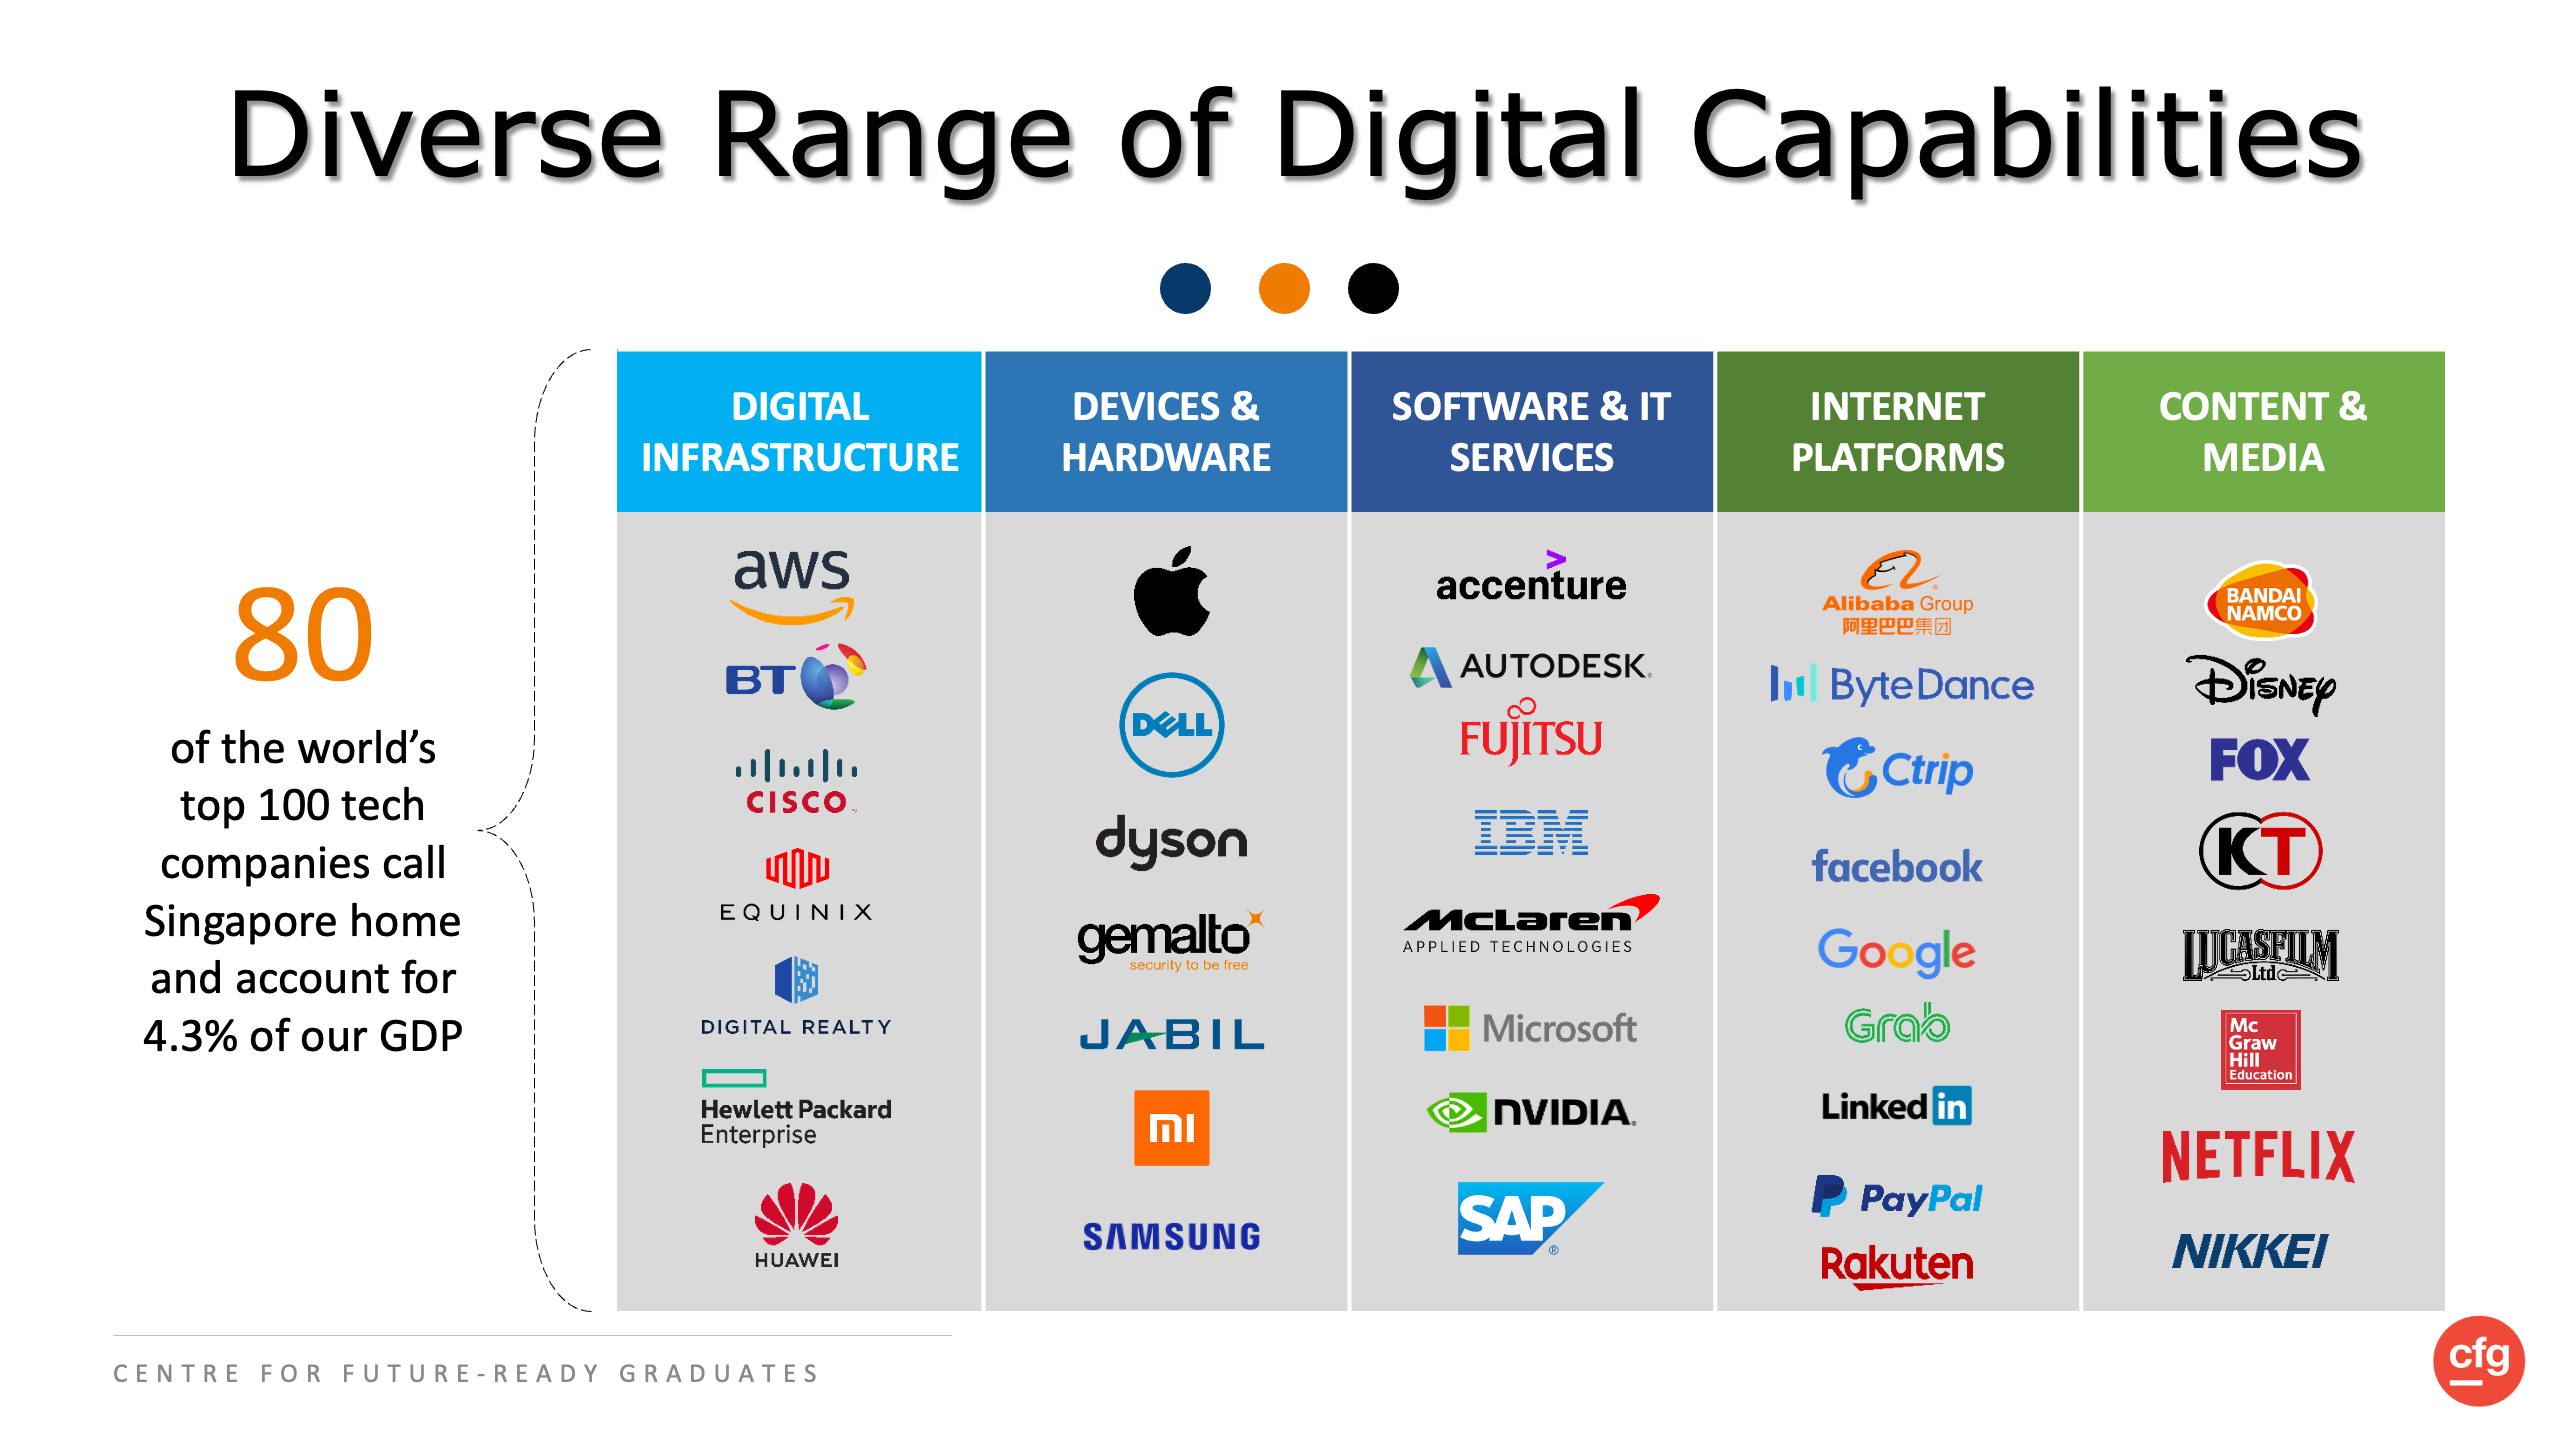 Diverse Range of Digital Capabilities
80
of the world's
top 100 tech
companies call
Singapore home
and account for
4.3% of our GDP
DIGITAL
INFRASTRUCTURE
aws
BT
CISCO
EQUINIX
DIGITAL REALTY
Hewlett Packard
Enterprise
HUAWEI
DEVICES &
HARDWARE
DELL
dyson
gemalto
security to be free
JABIL
mi
SAMSUNG
SOFTWARE & IT
SERVICES
accenture
AUTODESK®
FUJITSU
IBM
McLaren
APPLIED TECHNOLOGIES
Microsoft
NVIDIA®
SAP®
INTERNET
PLATFORMS
Alibaba Group
阿里巴巴集团
ByteDance
Ctrip
facebook
Google
Grab
Linked in
PayPal
Rakuten
CONTENT &
MEDIA
BANDAI
NAMCO
DISNEY
FOX
KT
LUCASFILM
Ltd
Mc
Graw
Hill
Education
NETFLIX
NIKKEI
CENTRE FOR FUTURE-READY GRADUATES
cfg